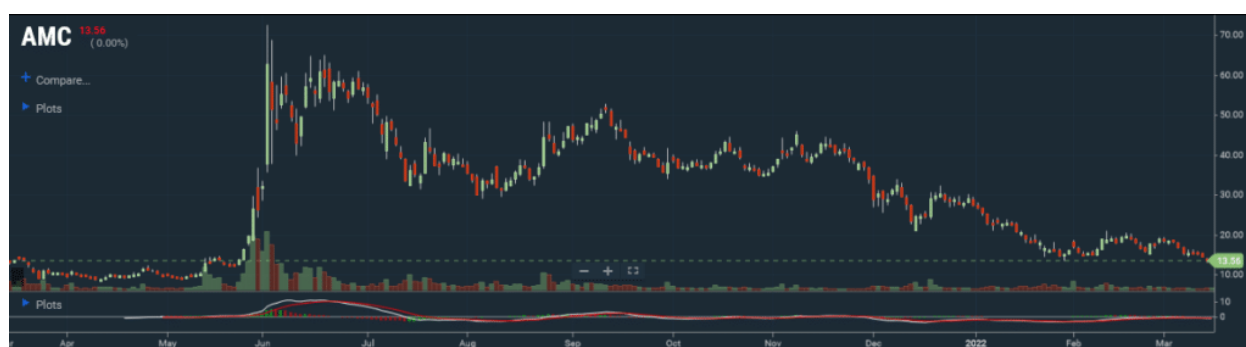 AMC 13.56
( 0.00%)
+ Compare...
Plots
70.00
60.00
50.00
40.00
30.00
20.00
13.56
10.00
Plots
10
0
Apr May Jun Jul Aug Sep Oct Nov Dec 2022 Feb Mar